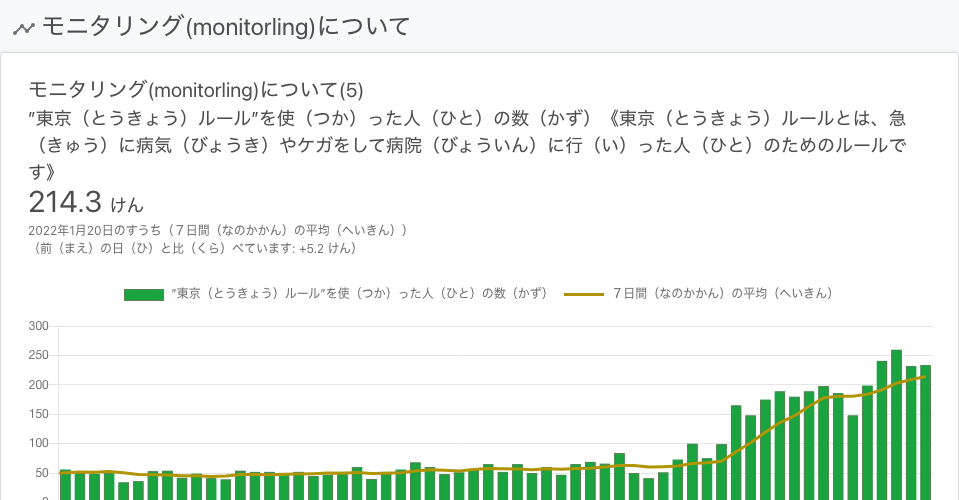 モニタリング(monitorling)について
モニタリング(monitorling)について(5)
”東京（とうきょう）ルール”を使（つか）った人（ひと）の数（かず）《東京（とうきょう）ルールとは、急
（きゅう）に病気（びょうき）やケガをして病院（びょういん）に行（い）った人（ひと）のためのルールで
す》
214.3 けん
2022年1月20日のすうち（７日間（なのかかん）の平均（へいきん））
（前（まえ）の日（ひ）と比（くら）べています: +5.2 けん）
”東京（とうきょう）ルール”を使（つか）った人（ひと）の数（かず） ７日間（なのかかん）の平均（へいきん）
300
250
200
150
100
50
0